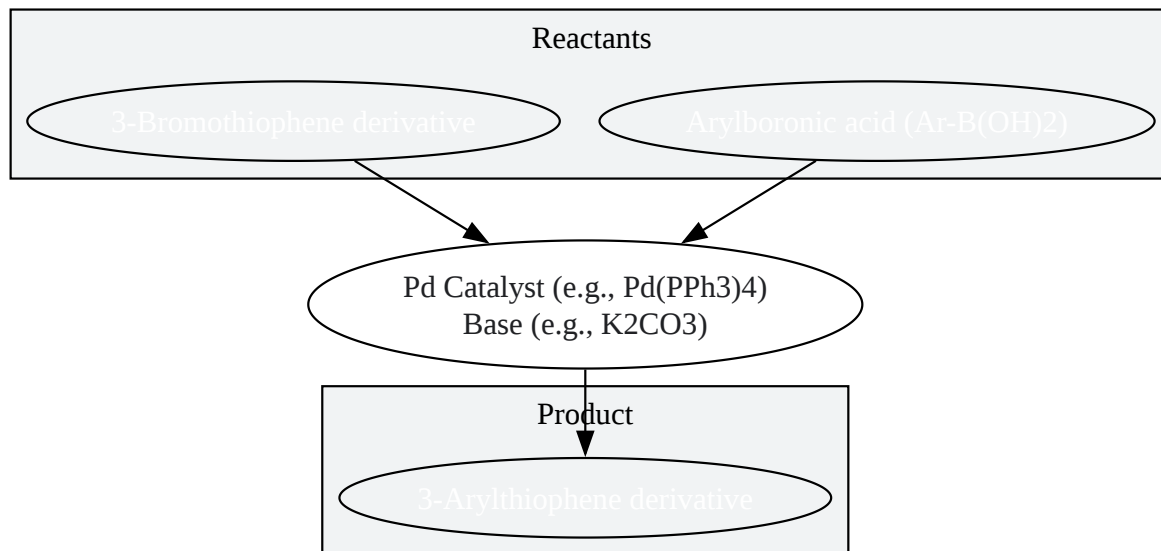 Reactants
3-Bromothiophene derivative
Arylboronic acid (Ar-B(OH)2)
Pd Catalyst (e.g., Pd(PPh3)4)
Base (e.g., K2CO3)
Product
3-Arylthiophene derivative